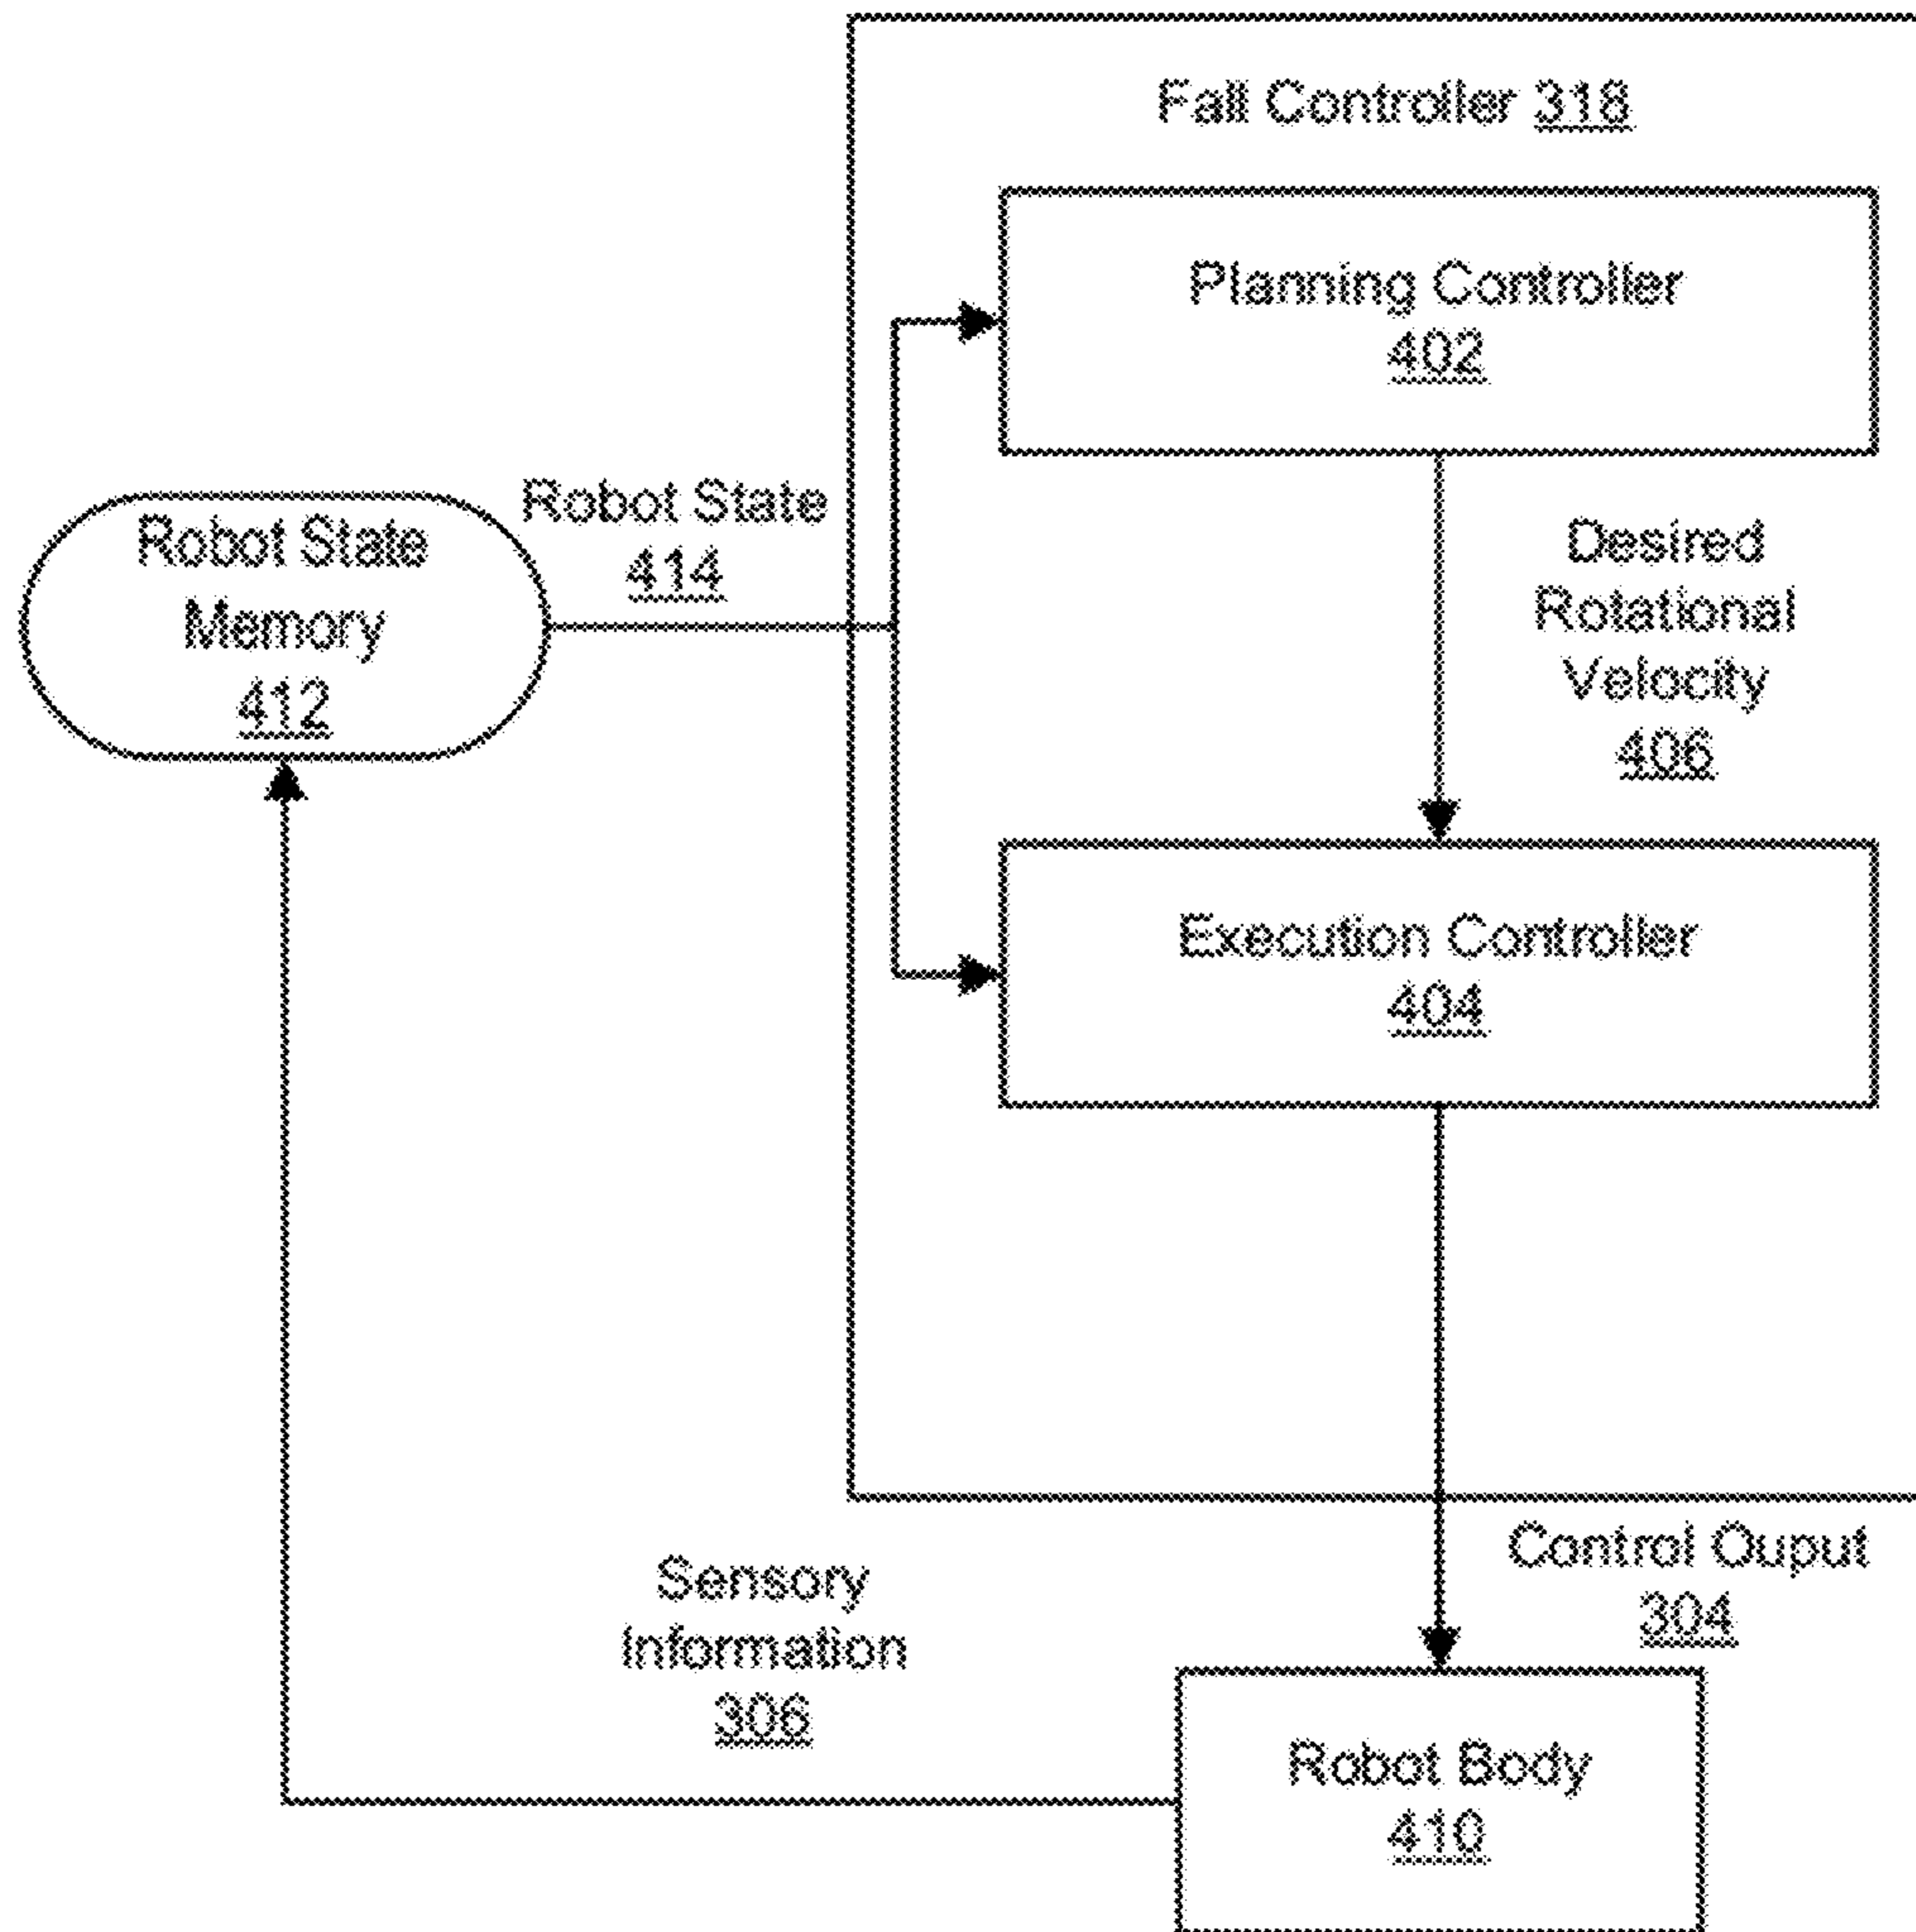 Fall Controller 318
Planning Controller
402
Robot State
414
Robot State
Memory
412
Desired
Rotational
Velocity
406
Execution Controller
404
Control Ouput
304
Sensory
Information
306
Robot Body
410